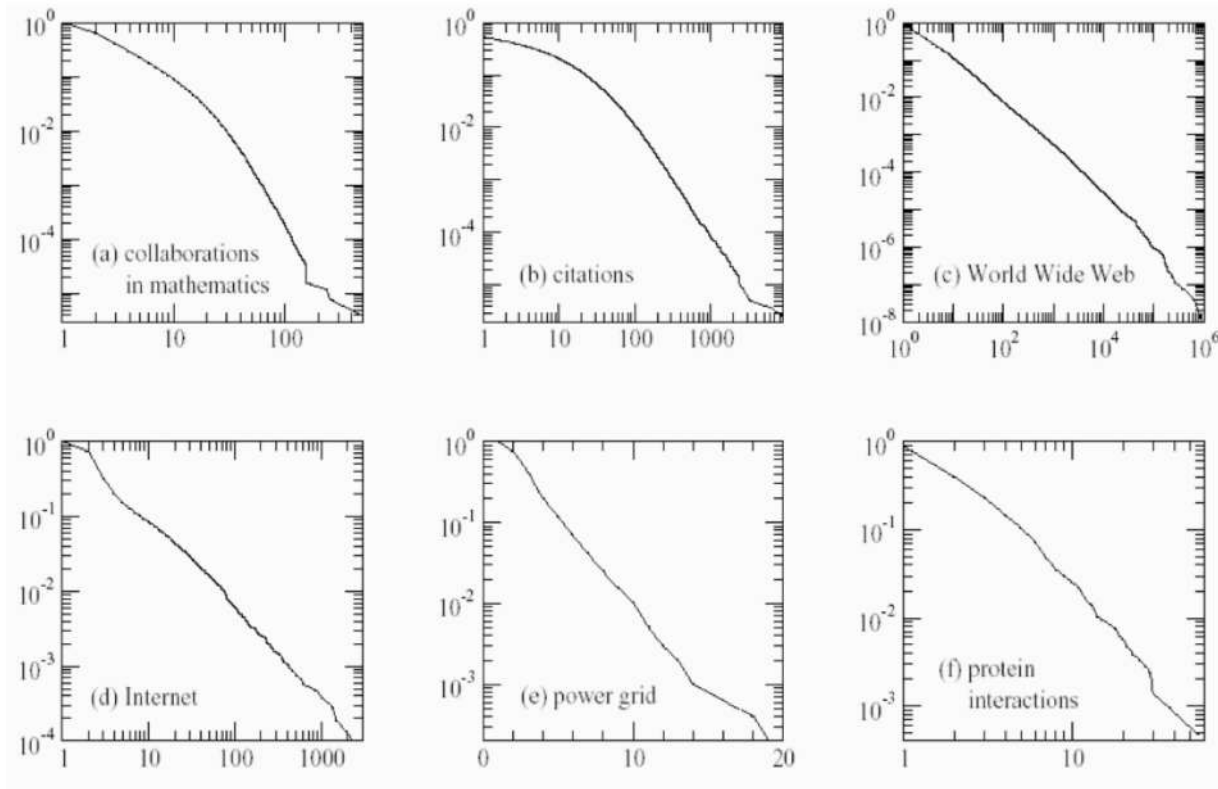 10^0
10^-2
10^-4
(a) collaborations
in mathematics
1 10 100
10^0
10^-2
10^-4
(b) citations
1 10 100 1000
10^0
10^-2
10^-4
10^-6
10^-8
(c) World Wide Web
10^0 10^2 10^4 10^6
10^0
10^-1
10^-2
10^-3
10^-4
(d) Internet
1 10 100 1000
10^0
10^-1
10^-2
10^-3
(e) power grid
0 10 20
10^0
10^-1
10^-2
10^-3
(f) protein
interactions
1 10